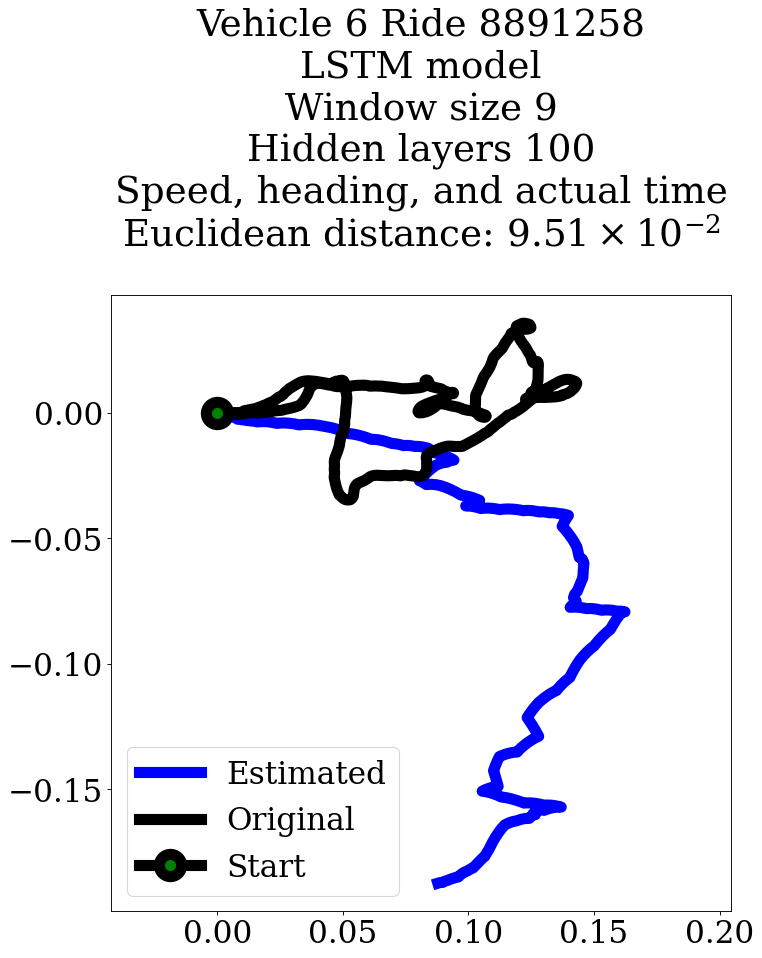 Vehicle 6 Ride 8891258
LSTM model
Window size 9
Hidden layers 100
Speed, heading, and actual time
Euclidean distance: 9.51 × 10⁻²
0.00
−0.05
−0.10
−0.15
Estimated
Original
Start
0.00 0.05 0.10 0.15 0.20